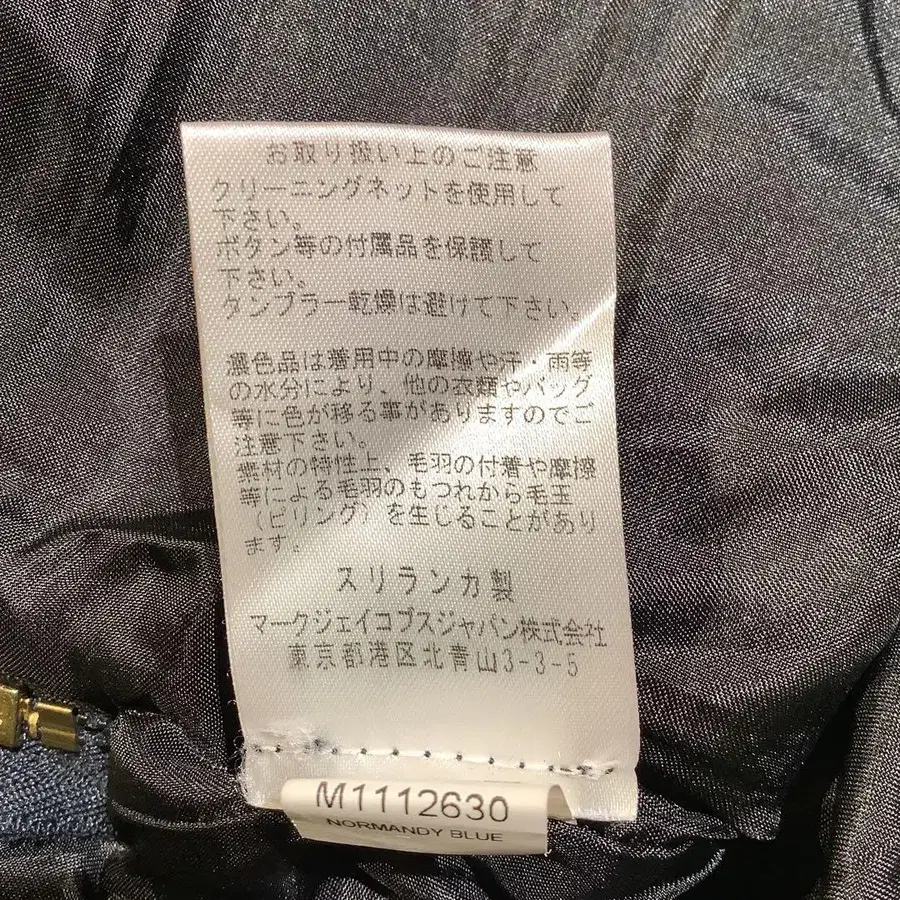 お取り扱い上のご注意
クリーニングネットを使用して
下さい。
ボタン等の付属品を保護して
下さい。
タンブラー乾燥は避けて下さい。
濃色品は着用中の摩擦や汗・雨等
の水分により、他の衣類やバッグ
等に色が移る事がありますのでご
注意下さい。
素材の特性上、毛羽の付着や摩擦
等による毛羽のもつれから毛玉
（ピリング）を生じることがあり
ます。
スリランカ製
マークジェイコブスジャパン株式会社
東京都港区北青山3-3-5
M1112630
NORMANDY BLUE